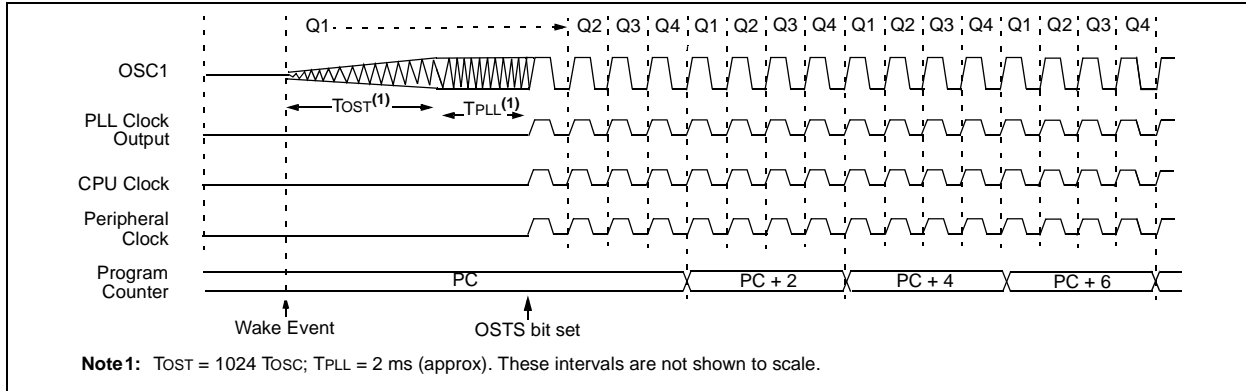 Q1 Q2 Q3 Q4 Q1 Q2 Q3 Q4 Q1 Q2 Q3 Q4 Q1 Q2 Q3 Q4
OSC1
TOST(1) TPLL(1)
PLL Clock
Output
CPU Clock
Peripheral
Clock
Program
Counter
PC PC + 2 PC + 4 PC + 6
Wake Event OSTS bit set
Note1: TOST = 1024 TOSC; TPLL = 2 ms (approx). These intervals are not shown to scale.